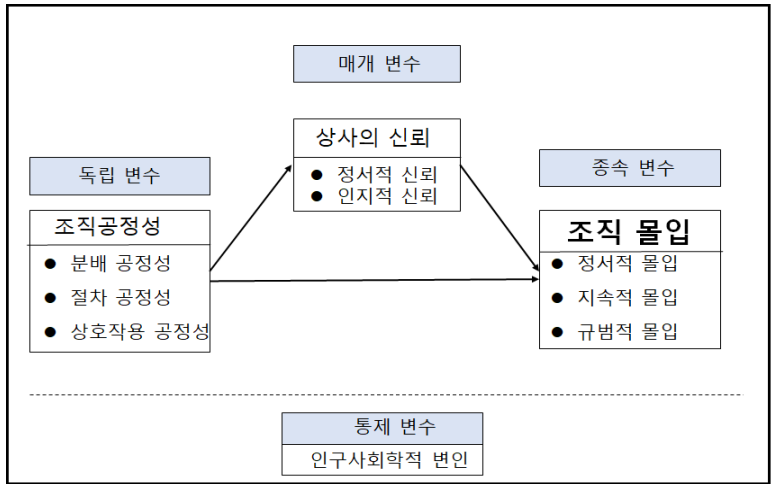 매개 변수
상사의 신뢰
● 정서적 신뢰
● 인지적 신뢰
독립 변수
조직공정성
● 분배 공정성
● 절차 공정성
● 상호작용 공정성
종속 변수
조직 몰입
● 정서적 몰입
● 지속적 몰입
● 규범적 몰입
통제 변수
인구사회학적 변인